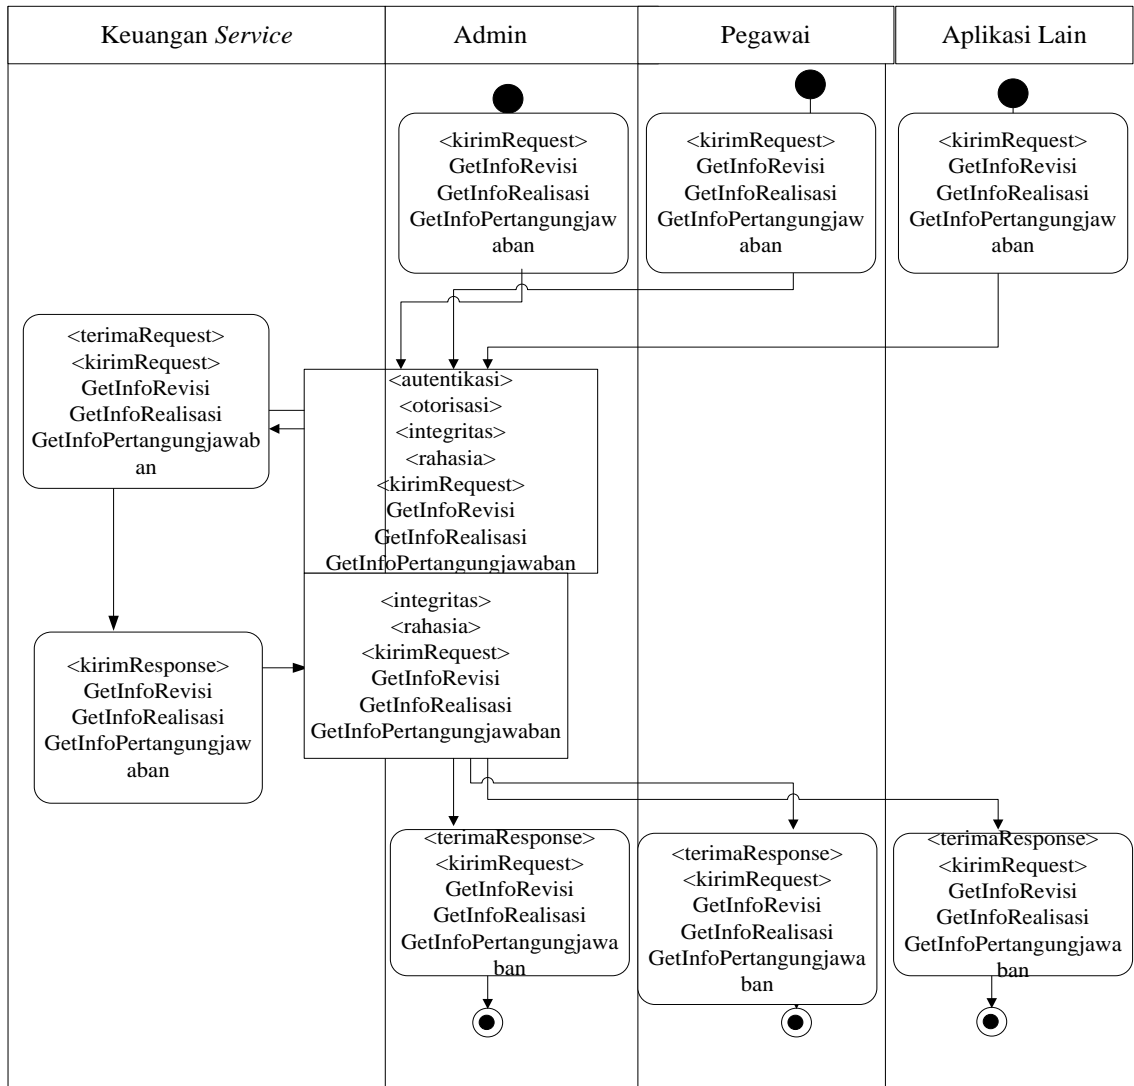 Keuangan Service
Admin
Pegawai
Aplikasi Lain
<kirimRequest>
GetInfoRevisi
GetInfoRealisasi
GetInfoPertangungjaw
aban
<kirimRequest>
GetInfoRevisi
GetInfoRealisasi
GetInfoPertangungjaw
aban
<kirimRequest>
GetInfoRevisi
GetInfoRealisasi
GetInfoPertangungjaw
aban
<terimaRequest>
<kirimRequest>
GetInfoRevisi
GetInfoRealisasi
GetInfoPertangungjawab
an
<autentikasi>
<otorisasi>
<integritas>
<rahasia>
<kirimRequest>
GetInfoRevisi
GetInfoRealisasi
GetInfoPertangungjawaban
<integritas>
<rahasia>
<kirimRequest>
GetInfoRevisi
GetInfoRealisasi
GetInfoPertangungjawaban
<kirimResponse>
GetInfoRevisi
GetInfoRealisasi
GetInfoPertangungjaw
aban
<terimaResponse>
<kirimRequest>
GetInfoRevisi
GetInfoRealisasi
GetInfoPertangungjawa
ban
<terimaResponse>
<kirimRequest>
GetInfoRevisi
GetInfoRealisasi
GetInfoPertangungjawa
ban
<terimaResponse>
<kirimRequest>
GetInfoRevisi
GetInfoRealisasi
GetInfoPertangungjawa
ban